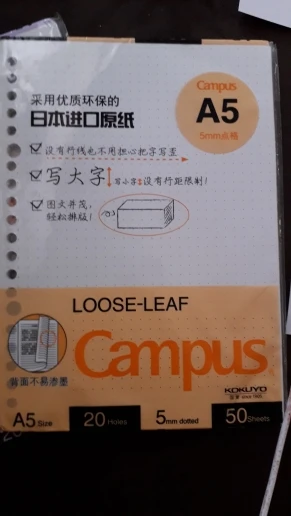 采用优质环保的
日本进口原纸
Campus
A5
5mm点格
没有行线也不用担心把字写歪
写大字 写小字 没有行距限制!
图文并茂,
轻松排版!
LOOSE-LEAF
Campus
背面不易渗墨
KOKUYO
A5 Size
20 Holes
5mm dotted
50 Sheets